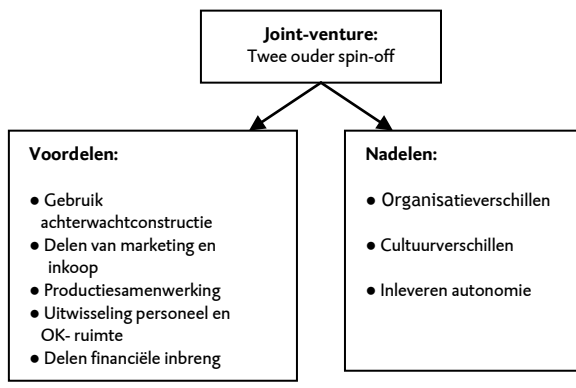 Joint-venture:
Twee ouder spin-off
Voordelen:
● Gebruik
achterwachtconstructie
● Delen van marketing en
inkoop
● Productiesamenwerking
● Uitwisseling personeel en
OK- ruimte
● Delen financiële inbreng
Nadelen:
● Organisatieverschillen
● Cultuurverschillen
● Inleveren autonomie